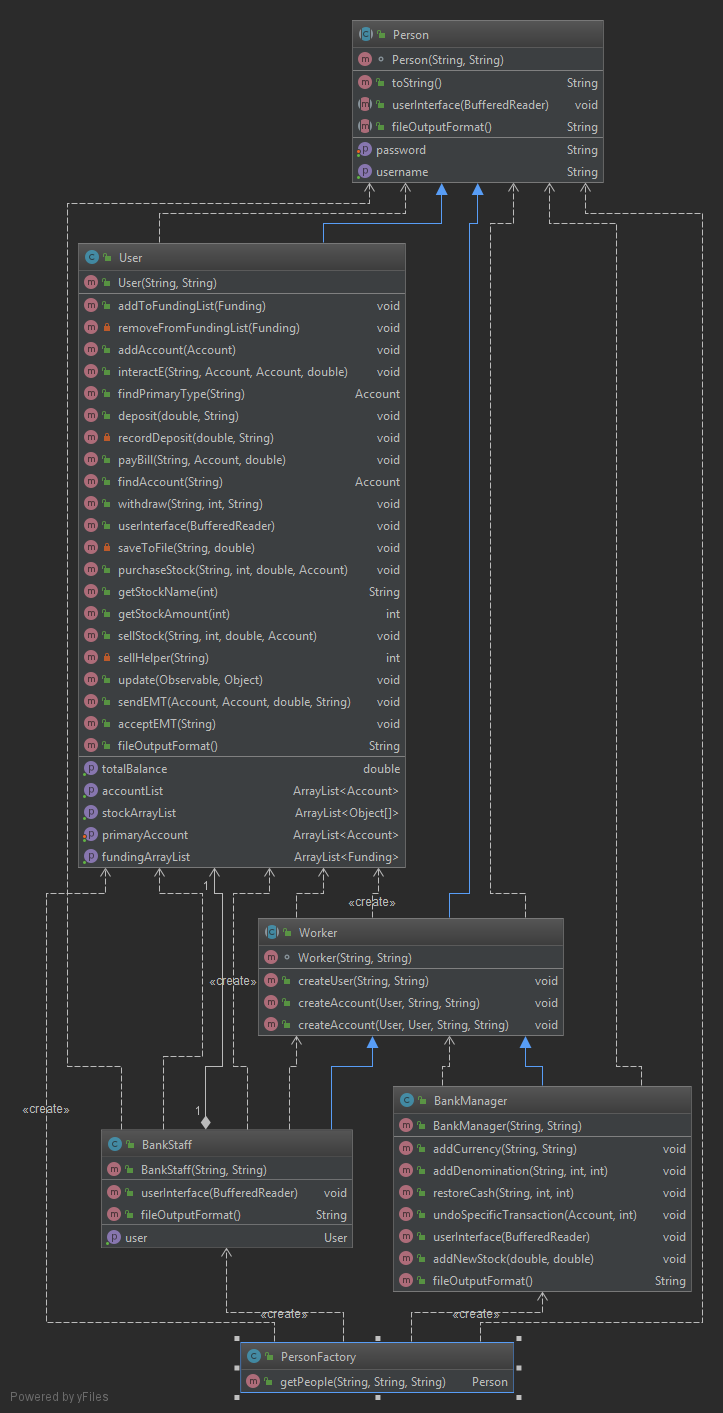 Person
Person(String, String)
toString() String
userInterface(BufferedReader) void
fileOutputFormat() String
password String
username String
User
User(String, String)
addToFundingList(Funding) void
removeFromFundingList(Funding) void
addAccount(Account) void
interactE(String, Account, Account, double) void
findPrimaryType(String) Account
deposit(double, String) void
recordDeposit(double, String) void
payBill(String, Account, double) void
findAccount(String) Account
withdraw(String, int, String) void
userInterface(BufferedReader) void
saveToFile(String, double) void
purchaseStock(String, int, double, Account) void
getStockName(int) String
getStockAmount(int) int
sellStock(String, int, double, Account) void
sellHelper(String) int
update(Observable, Object) void
sendEMT(Account, Account, double, String) void
acceptEMT(String) void
fileOutputFormat() String
totalBalance double
accountList ArrayList<Account>
stockArrayList ArrayList<Object[]>
primaryAccount ArrayList<Account>
fundingArrayList ArrayList<Funding>
1
«create»
Worker
Worker(String, String)
«create»
createUser(String, String) void
createAccount(User, String, String) void
createAccount(User, User, String, String) void
«create»
1
BankManager
BankManager(String, String)
addCurrency(String, String) void
addDenomination(String, int, int) void
restoreCash(String, int, int) void
undoSpecificTransaction(Account, int) void
userInterface(BufferedReader) void
addNewStock(double, double) void
fileOutputFormat() String
BankStaff
BankStaff(String, String)
userInterface(BufferedReader) void
fileOutputFormat() String
user User
«create»
«create»
PersonFactory
getPeople(String, String, String) Person
Powered by yFiles